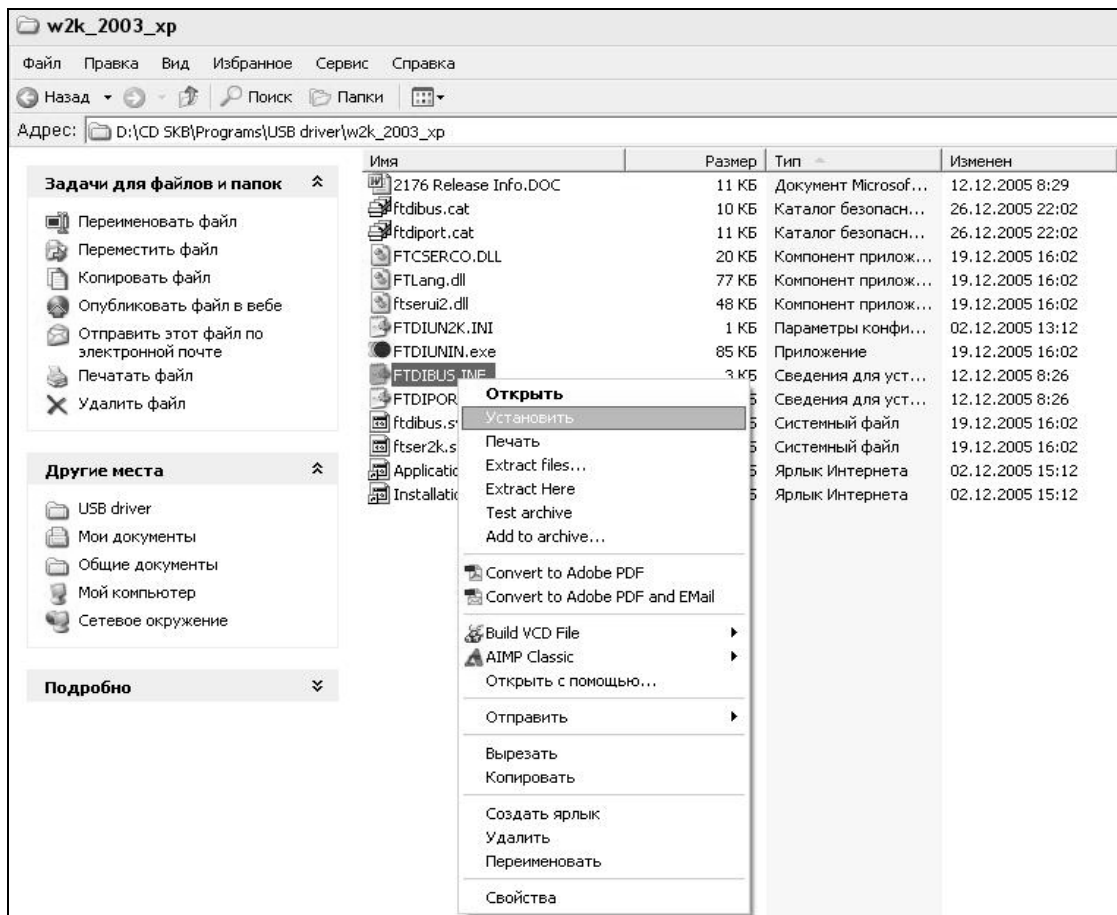 w2k_2003_xp
Файл Правка Вид Избранное Сервис Справка
Назад Поиск Папки
Адрес: D:\CD SKB\Programs\USB driver\w2k_2003_xp
Задачи для файлов и папок
Переименовать файл
Переместить файл
Копировать файл
Опубликовать файл в вебе
Отправить этот файл по
электронной почте
Печатать файл
Удалить файл
Другие места
USB driver
Мои документы
Общие документы
Мой компьютер
Сетевое окружение
Подробно
Имя Размер Тип Изменен
2176 Release Info.DOC 11 КБ Документ Microsof... 12.12.2005 8:29
ftdibus.cat 10 КБ Каталог безопасн... 26.12.2005 22:02
ftdiport.cat 11 КБ Каталог безопасн... 26.12.2005 22:02
FTCSERCO.DLL 20 КБ Компонент прилож... 19.12.2005 16:02
FTLang.dll 77 КБ Компонент прилож... 19.12.2005 16:02
ftserui2.dll 48 КБ Компонент прилож... 19.12.2005 16:02
FTDIUN2K.INI 1 КБ Параметры конфи... 02.12.2005 13:12
FTDIUNIN.exe 85 КБ Приложение 19.12.2005 16:02
FTDIBUS.INF 3 КБ Сведения для уст... 12.12.2005 8:26
FTDIPOR Сведения для уст... 12.12.2005 8:26
ftdibus.s Системный файл 19.12.2005 16:02
ftser2k.s Системный файл 19.12.2005 16:02
Applicatio Ярлык Интернета 02.12.2005 15:12
Installatio Ярлык Интернета 02.12.2005 15:12
Открыть
Установить
Печать
Extract files...
Extract Here
Test archive
Add to archive...
Convert to Adobe PDF
Convert to Adobe PDF and EMail
Build VCD File
AIMP Classic
Открыть с помощью...
Отправить
Вырезать
Копировать
Создать ярлык
Удалить
Переименовать
Свойства